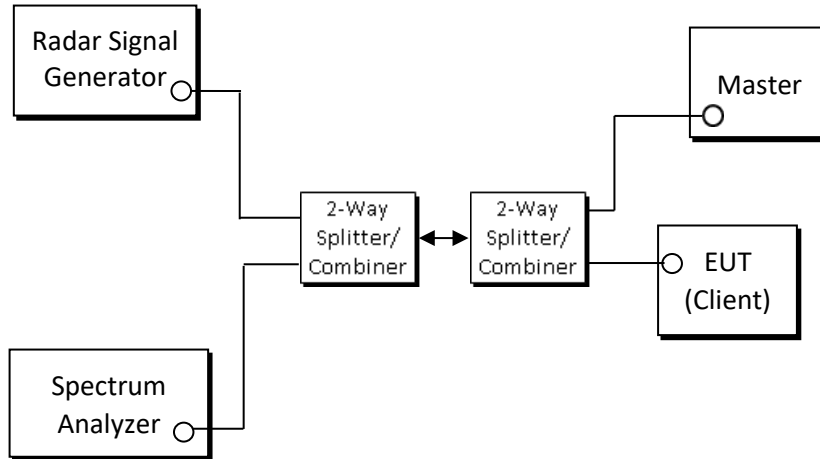 Radar Signal
Generator
Master
2-Way
Splitter/
Combiner
2-Way
Splitter/
Combiner
EUT
(Client)
Spectrum
Analyzer